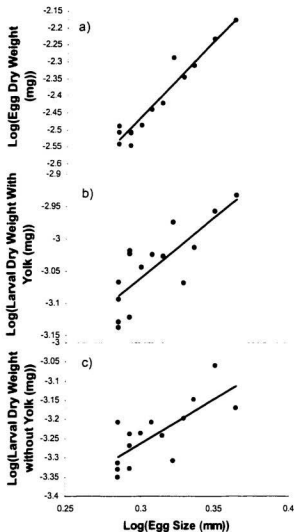 a)
Log(Egg Dry Weight
(mg))
-2.15
-2.2
-2.25
-2.3
-2.35
-2.4
-2.45
-2.5
-2.55
-2.6
-2.9
b)
Log(Larval Dry Weight With
Yolk (mg))
-2.95
-3
-3.05
-3.1
-3.15
-3
c)
Log(Larval Dry Weight
without Yolk (mg))
-3.05
-3.1
-3.15
-3.2
-3.25
-3.3
-3.35
-3.4
0.25
0.3
0.35
0.4
Log(Egg Size (mm))